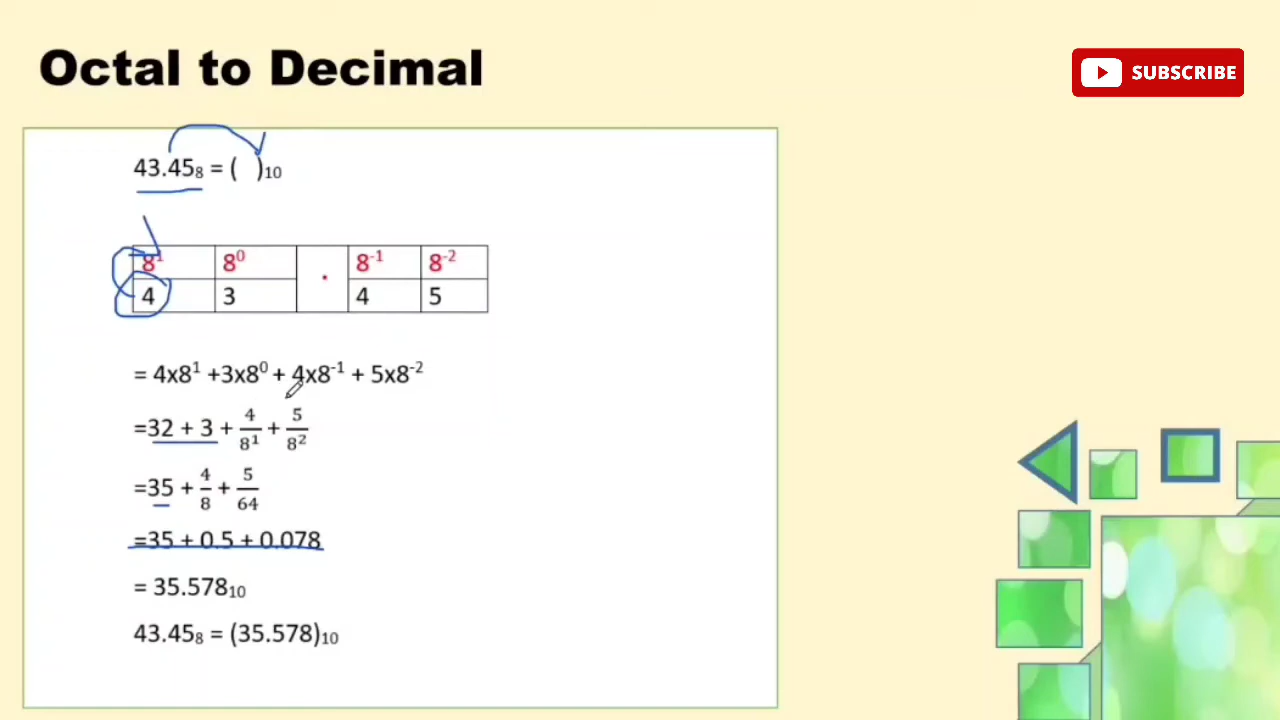 Octal to Decimal
SUBSCRIBE
43.45₈ = ( )₁₀
8¹ 8⁰ . 8⁻¹ 8⁻²
4 3 4 5
= 4x8¹ +3x8⁰ + 4x8⁻¹ + 5x8⁻²
=32 + 3 + 4/8¹ + 5/8²
=35 + 4/8 + 5/64
=35 + 0.5 + 0.078
= 35.578₁₀
43.45₈ = (35.578)₁₀